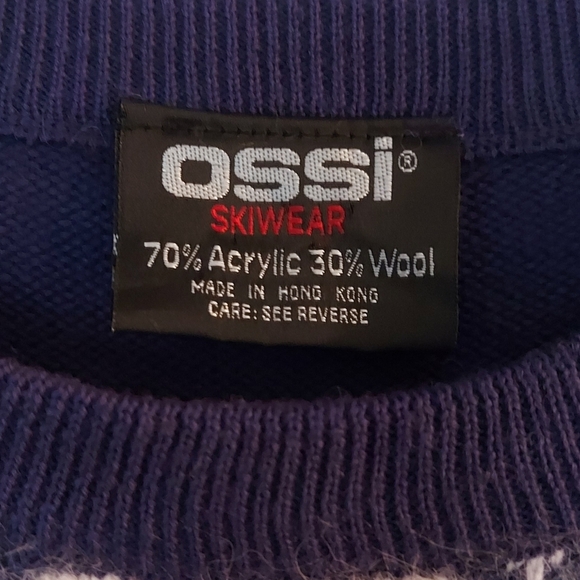 ossi®
SKIWEAR
70% Acrylic 30% Wool
MADE IN HONG KONG
CARE: SEE REVERSE